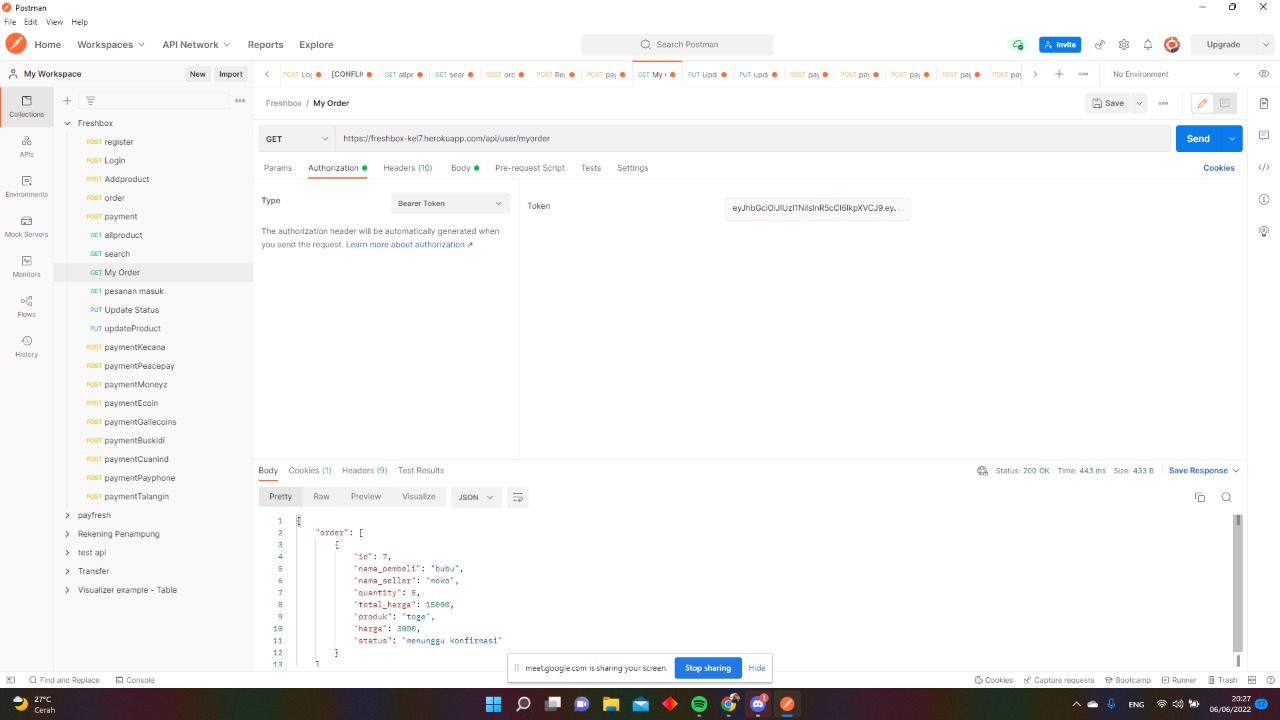 Postman
File Edit View Help
Home Workspaces API Network Reports Explore Search Postman Invite Upgrade
My Workspace New Import POST Lo [CONFLI GET allpr GET sear POST ord POST Re POST pay GET My PUT Upd PUT upd POST pay POST pay POST pay POST pay POST pay No Environment
Collections
APIs
Environments
Mock Servers
Monitors
Flows
History
Freshbox
POST register
POST Login
POST Addproduct
POST order
POST payment
GET allproduct
GET search
GET My Order
GET pesanan masuk
PUT Update Status
PUT updateProduct
POST paymentKecana
POST paymentPeacepay
POST paymentMoneyz
POST paymentEcoin
POST paymentGallecoins
POST paymentBuskidi
POST paymentCuanind
POST paymentPayphone
POST paymentTalangin
payfresh
Rekening Penampung
test api
Transfer
Visualizer example - Table
Freshbox / My Order Save
GET https://freshbox-kel7.herokuapp.com/api/user/myorder Send
Params Authorization Headers (10) Body Pre-request Script Tests Settings Cookies
Type Bearer Token
The authorization header will be automatically generated when
you send the request. Learn more about authorization ↗
Token
Body Cookies (1) Headers (9) Test Results Status: 200 OK Time: 443 ms Size: 433 B Save Response
Pretty Raw Preview Visualize JSON
1 {
2 "order": [
3 {
4 "id": 7,
5 "nama_pembeli": "bubu",
6 "nama_seller": "moko",
7 "quantity": 5,
8 "total_harga": 15000,
9 "produk": "toge",
10 "harga": 3000,
11 "status": "menunggu konfirmasi"
12 }
13 ]
meet.google.com is sharing your screen. Stop sharing Hide
Find and Replace Console Cookies Capture requests Bootcamp Runner Trash
27°C
Cerah
ENG
20:27
06/06/2022
17